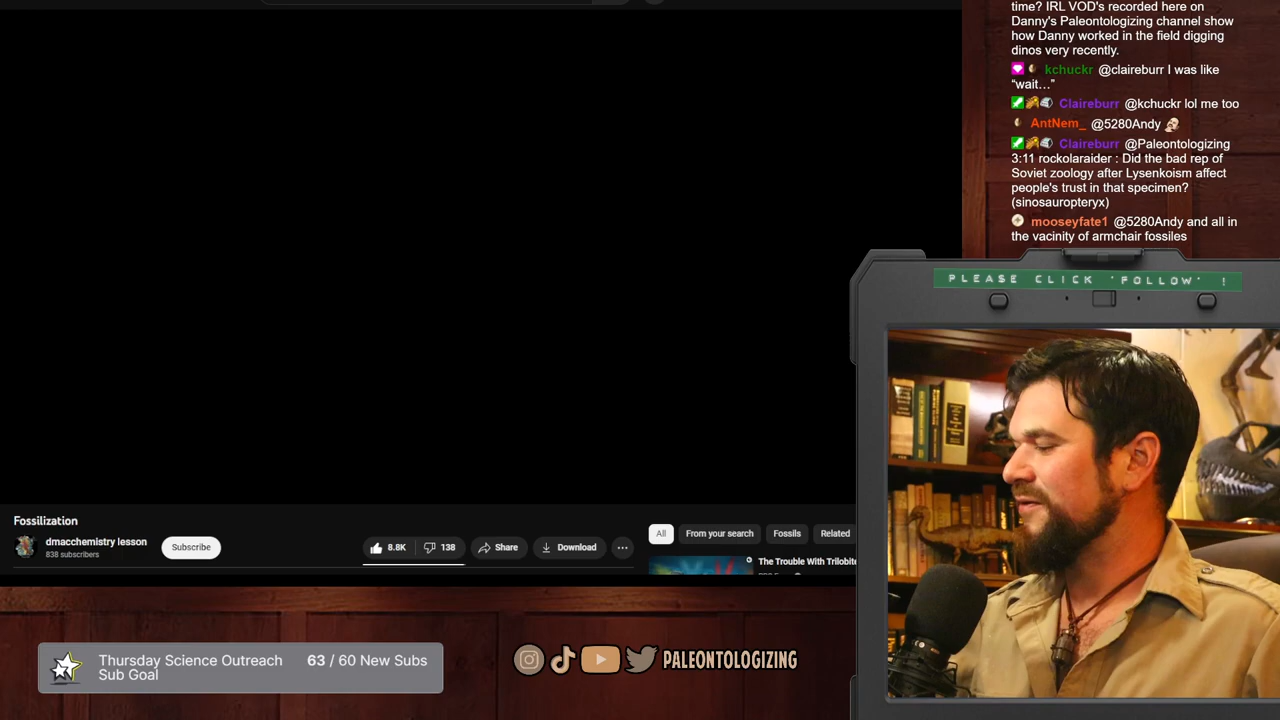 time? IRL VOD's recorded here on
Danny's Paleontologizing channel show
how Danny worked in the field digging
dinos very recently.
kchuckr @claireburr I was like
“wait…”
Claireburr @kchuckr lol me too
AntNem_ @5280Andy
Claireburr @Paleontologizing
3:11 rockolaraider : Did the bad rep of
Soviet zoology after Lysenkoism affect
people's trust in that specimen?
(sinosauropteryx)
mooseyfate1 @5280Andy and all in
the vacinity of armchair fossiles
PLEASE CLICK 'FOLLOW' !
Fossilization
dmacchemistry lesson
838 subscribers
Subscribe
8.8K
138
Share
Download
All
From your search
Fossils
Related
The Trouble With Trilobite
Thursday Science Outreach
Sub Goal
63 / 60 New Subs
PALEONTOLOGIZING